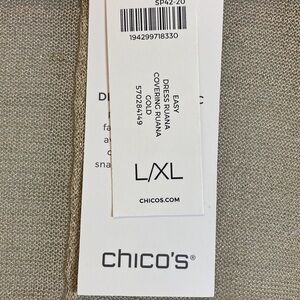 SP42-20
194299718330
EASY
DRESS RUANA
COVERING RUANA
GOLD
570284149
L/XL
CHICOS.COM
chico's®